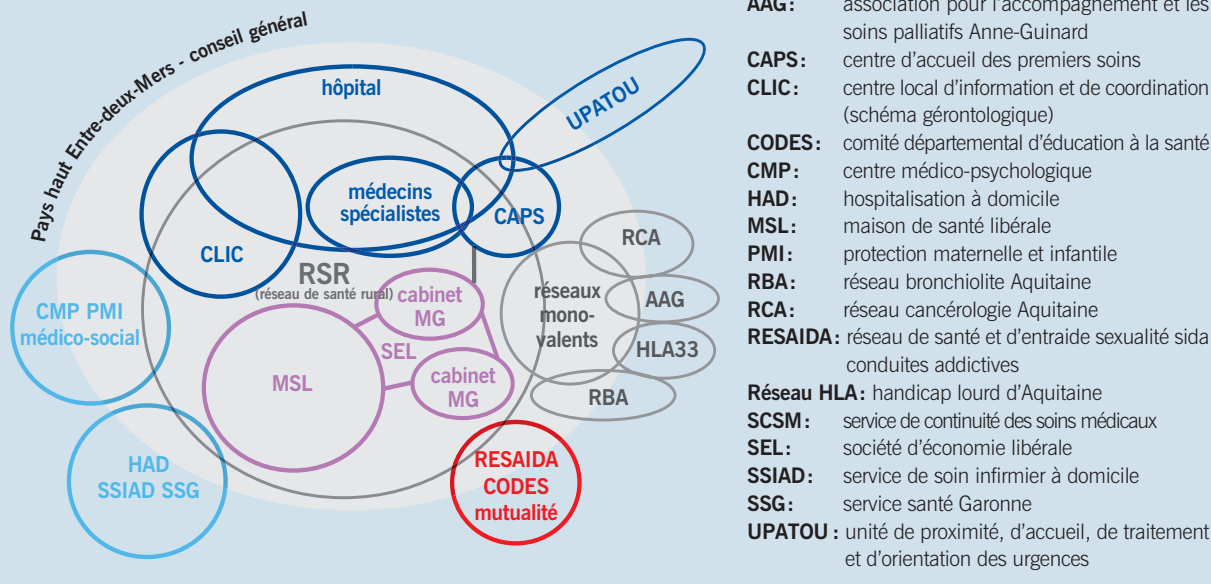 Pays haut Entre-deux-Mers - conseil général
hôpital
UPATOU
médecins
spécialistes
CAPS
CLIC
RSR
(réseau de santé rural)
cabinet
MG
SEL
cabinet
MG
MSL
réseaux
mono-
valents
RCA
AAG
HLA33
RBA
CMP PMI
médico-social
HAD
SSIAD SSG
RESAIDA
CODES
mutualité
AAG : association pour l'accompagnement et les
soins palliatifs Anne-Guinard
CAPS : centre d'accueil des premiers soins
CLIC : centre local d'information et de coordination
(schéma gérontologique)
CODES : comité départemental d'éducation à la santé
CMP : centre médico-psychologique
HAD : hospitalisation à domicile
MSL : maison de santé libérale
PMI : protection maternelle et infantile
RBA : réseau bronchiolite Aquitaine
RCA : réseau cancérologie Aquitaine
RESAIDA : réseau de santé et d'entraide sexualité sida
conduites addictives
Réseau HLA : handicap lourd d'Aquitaine
SCSM : service de continuité des soins médicaux
SEL : société d'économie libérale
SSIAD : service de soin infirmier à domicile
SSG : service santé Garonne
UPATOU : unité de proximité, d'accueil, de traitement
et d'orientation des urgences